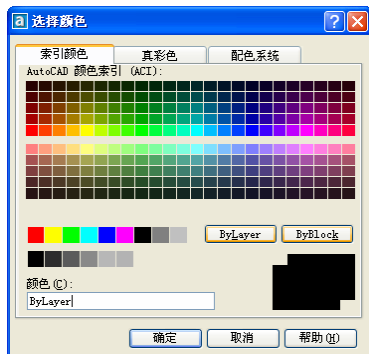 a 选择颜色
索引颜色 真彩色 配色系统
AutoCAD 颜色索引 (ACI):
ByLayer ByBlock
颜色(C):
ByLayer
确定 取消 帮助(H)